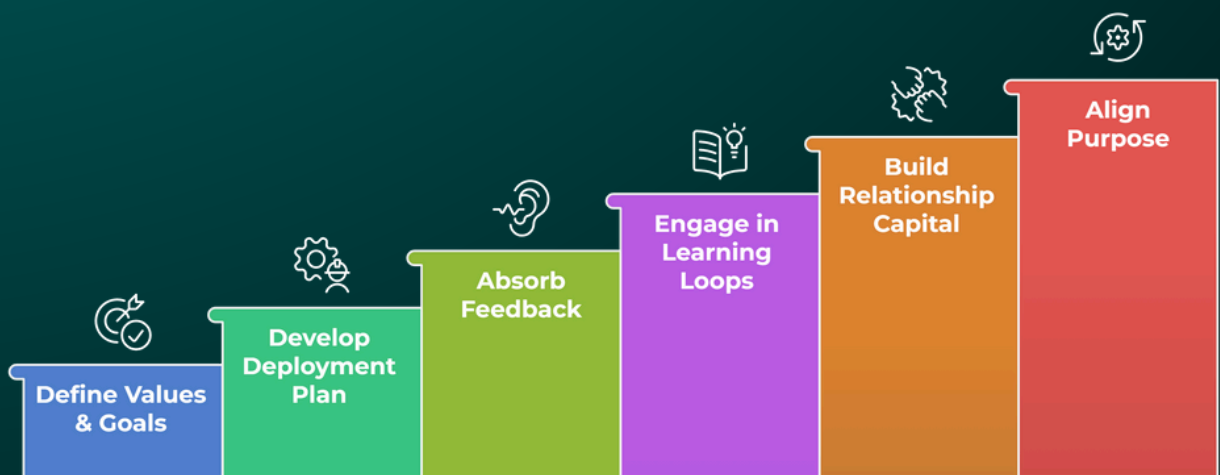 Define Values
& Goals
Develop
Deployment
Plan
Absorb
Feedback
Engage in
Learning
Loops
Build
Relationship
Capital
Align
Purpose